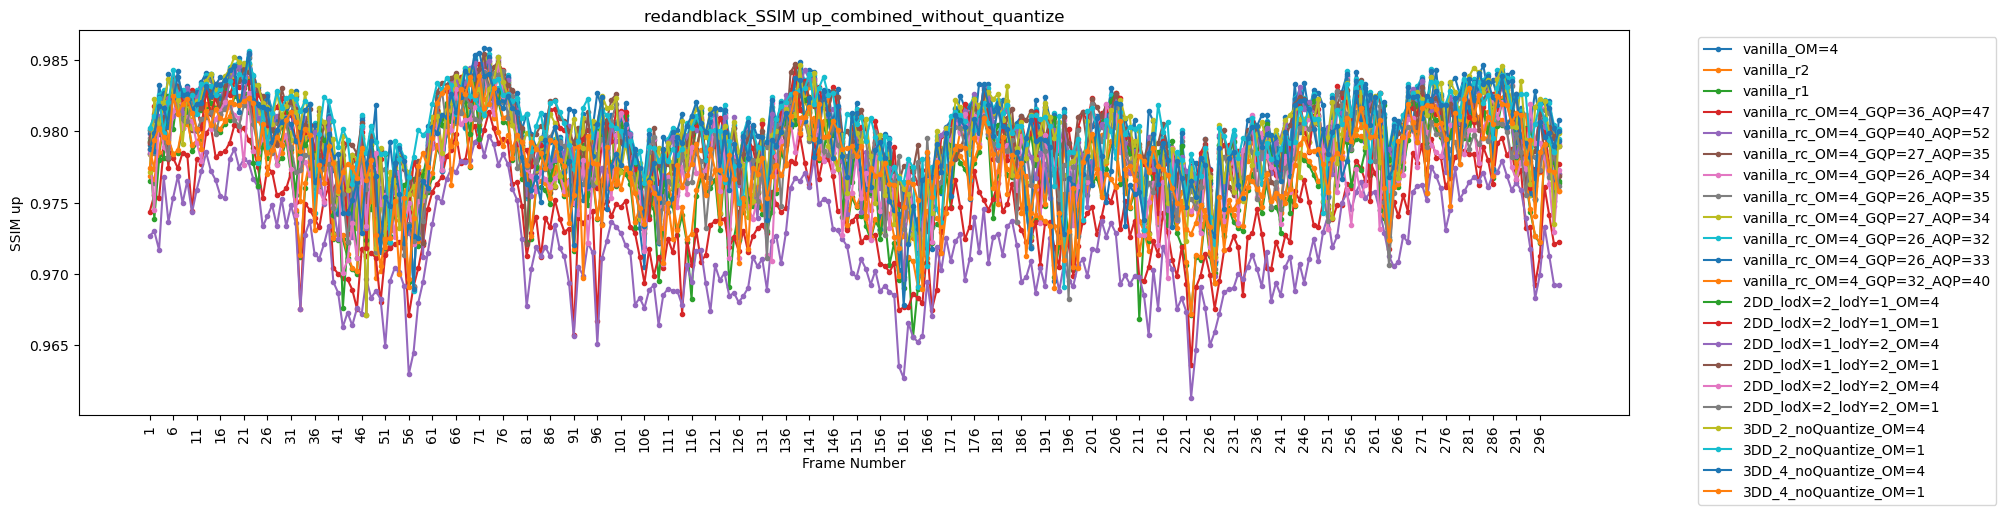 redandblack_SSIM up_combined_without_quantize
SSIM up
0.985
0.980
0.975
0.970
0.965
1 6 11 16 21 26 31 36 41 46 51 56 61 66 71 76 81 86 91 96 101 106 111 116 121 126 131 136 141 146 151 156 161 166 171 176 181 186 191 196 201 206 211 216 221 226 231 236 241 246 251 256 261 266 271 276 281 286 291 296
Frame Number
vanilla_OM=4
vanilla_r2
vanilla_r1
vanilla_rc_OM=4_GQP=36_AQP=47
vanilla_rc_OM=4_GQP=40_AQP=52
vanilla_rc_OM=4_GQP=27_AQP=35
vanilla_rc_OM=4_GQP=26_AQP=34
vanilla_rc_OM=4_GQP=26_AQP=35
vanilla_rc_OM=4_GQP=27_AQP=34
vanilla_rc_OM=4_GQP=26_AQP=32
vanilla_rc_OM=4_GQP=26_AQP=33
vanilla_rc_OM=4_GQP=32_AQP=40
2DD_lodX=2_lodY=1_OM=4
2DD_lodX=2_lodY=1_OM=1
2DD_lodX=1_lodY=2_OM=4
2DD_lodX=1_lodY=2_OM=1
2DD_lodX=2_lodY=2_OM=4
2DD_lodX=2_lodY=2_OM=1
3DD_2_noQuantize_OM=4
3DD_2_noQuantize_OM=1
3DD_4_noQuantize_OM=4
3DD_4_noQuantize_OM=1